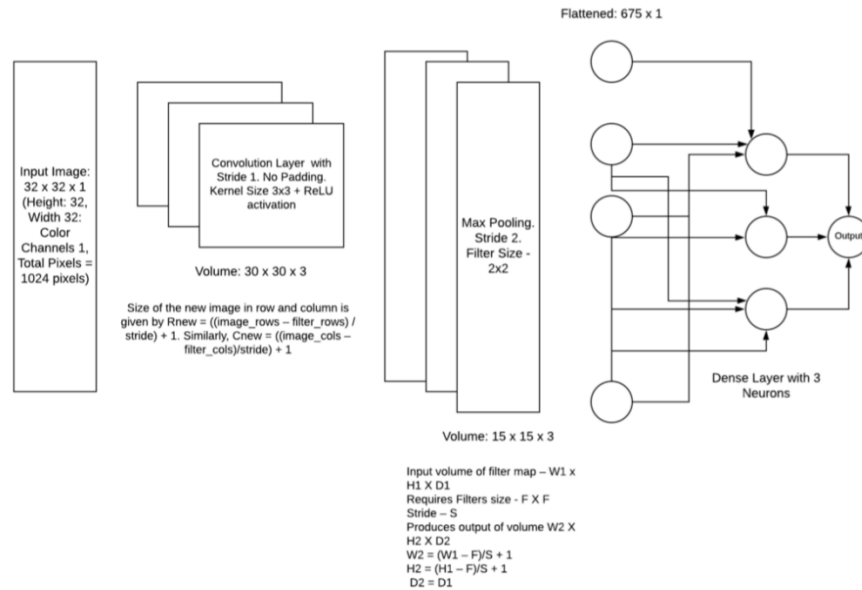 Flattened: 675 x 1
Input Image:
32 x 32 x 1
(Height: 32,
Width 32:
Color
Channels 1,
Total Pixels =
1024 pixels)
Convolution Layer with
Stride 1. No Padding.
Kernel Size 3x3 + ReLU
activation
Volume: 30 x 30 x 3
Size of the new image in row and column is
given by Rnew = ((image_rows – filter_rows) /
stride) + 1. Similarly, Cnew = ((image_cols –
filter_cols)/stride) + 1
Max Pooling.
Stride 2.
Filter Size -
2x2
Volume: 15 x 15 x 3
Input volume of filter map – W1 x
H1 X D1
Requires Filters size - F X F
Stride – S
Produces output of volume W2 X
H2 X D2
W2 = (W1 – F)/S + 1
H2 = (H1 – F)/S + 1
D2 = D1
Output
Dense Layer with 3
Neurons